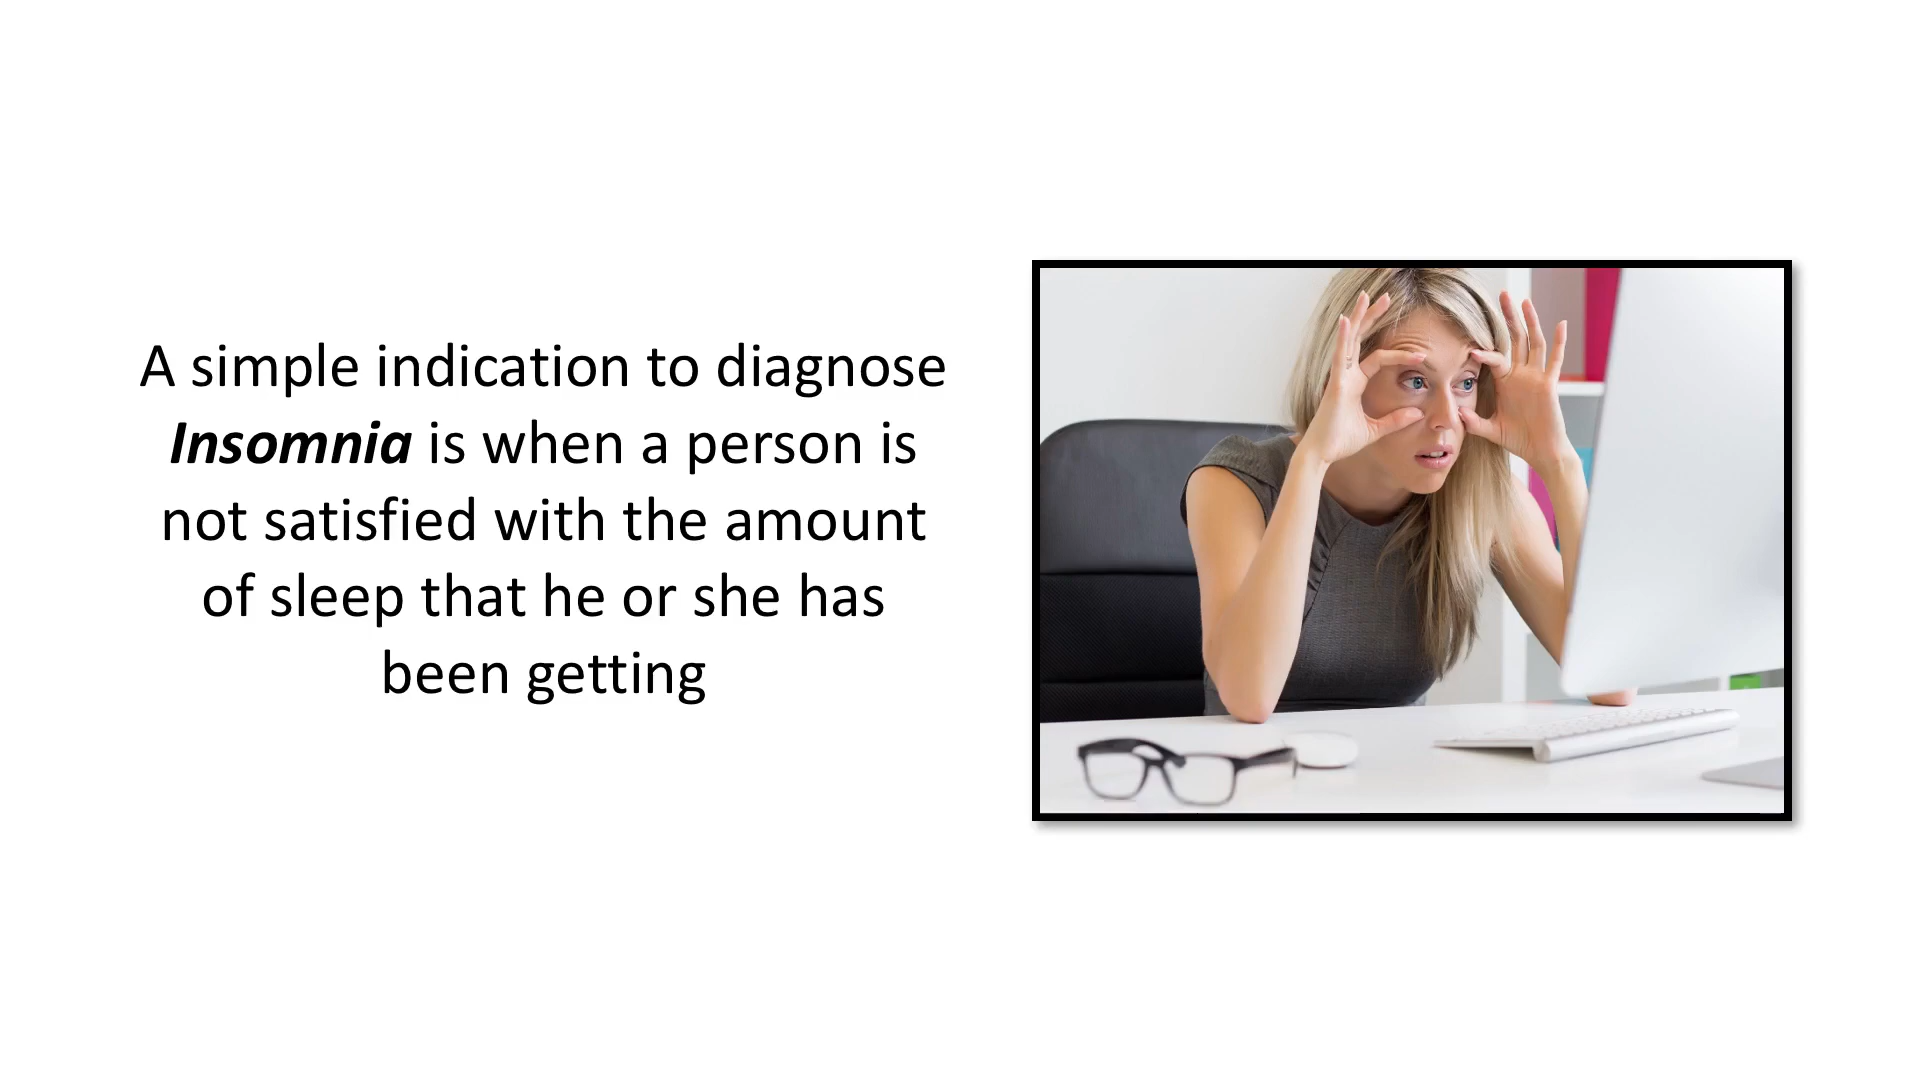 A simple indication to diagnose
Insomnia is when a person is
not satisfied with the amount
of sleep that he or she has
been getting